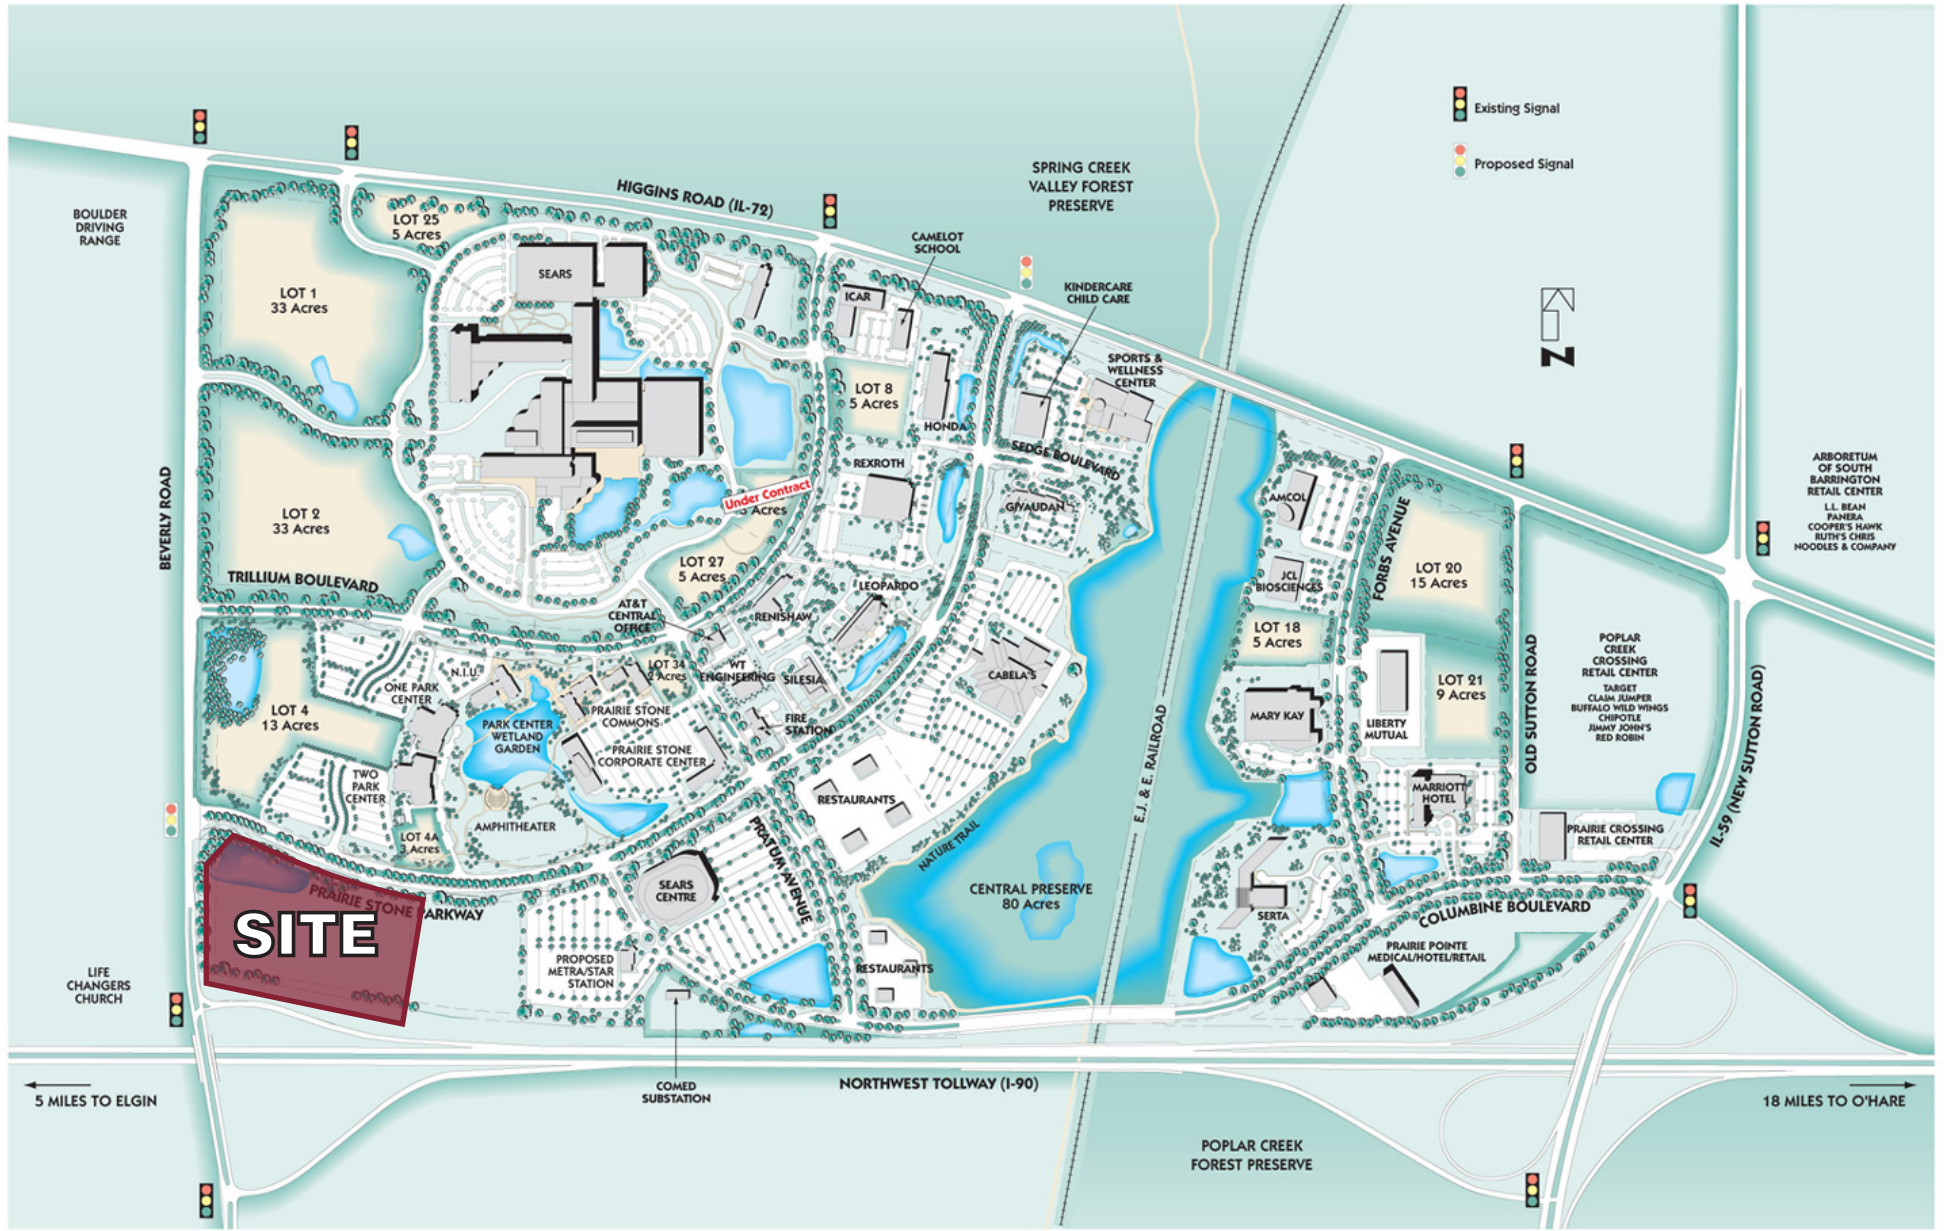 Existing Signal
Proposed Signal
SPRING CREEK
VALLEY FOREST
PRESERVE
HIGGINS ROAD (IL-72)
BOULDER
DRIVING
RANGE
LOT 25
5 Acres
CAMELOT
SCHOOL
SEARS
LOT 1
33 Acres
ICAR
KINDERCARE
CHILD CARE
SPORTS &
WELLNESS
CENTER
LOT 8
5 Acres
HONDA
SEDGE BOULEVARD
REXROTH
BEVERLY ROAD
Under Contract
Acres
GIVAUDAN
AMCOL
FORBS AVENUE
ARBORETUM
OF SOUTH
BARRINGTON
RETAIL CENTER
L.L. BEAN
PANERA
COOPER'S HAWK
RUTH'S CHRIS
NOODLES & COMPANY
LOT 2
33 Acres
TRILLIUM BOULEVARD
LOT 27
5 Acres
LOT 20
15 Acres
JCL
BIOSCIENCES
LEOPARDO
AT&T
CENTRAL
OFFICE
RENISHAW
LOT 18
5 Acres
OLD SUTTON ROAD
POPLAR
CREEK
CROSSING
RETAIL CENTER
TARGET
CLAIM JUMPER
BUFFALO WILD WINGS
CHIPOTLE
JIMMY JOHN'S
RED ROBIN
N.I.U.
LOT 34
2 Acres
WT
ENGINEERING
SILESIA
CABELA'S
ONE PARK
CENTER
LOT 4
13 Acres
PARK CENTER
WETLAND
GARDEN
PRAIRIE STONE
COMMONS
FIRE
STATION
PRAIRIE STONE
CORPORATE CENTER
MARY KAY
LIBERTY
MUTUAL
LOT 21
9 Acres
IL-59 (NEW SUTTON ROAD)
TWO
PARK
CENTER
RESTAURANTS
E.J. & E. RAILROAD
MARRIOTT
HOTEL
AMPHITHEATER
LOT 4A
3 Acres
PRATUM AVENUE
NATURE TRAIL
PRAIRIE CROSSING
RETAIL CENTER
PRAIRIE STONE PARKWAY
SITE
SEARS
CENTRE
CENTRAL PRESERVE
80 Acres
SERTA
COLUMBINE BOULEVARD
PRAIRIE POINTE
MEDICAL/HOTEL/RETAIL
LIFE
CHANGERS
CHURCH
PROPOSED
METRA/STAR
STATION
RESTAURANTS
COMED
SUBSTATION
NORTHWEST TOLLWAY (I-90)
5 MILES TO ELGIN
18 MILES TO O'HARE
POPLAR CREEK
FOREST PRESERVE
N